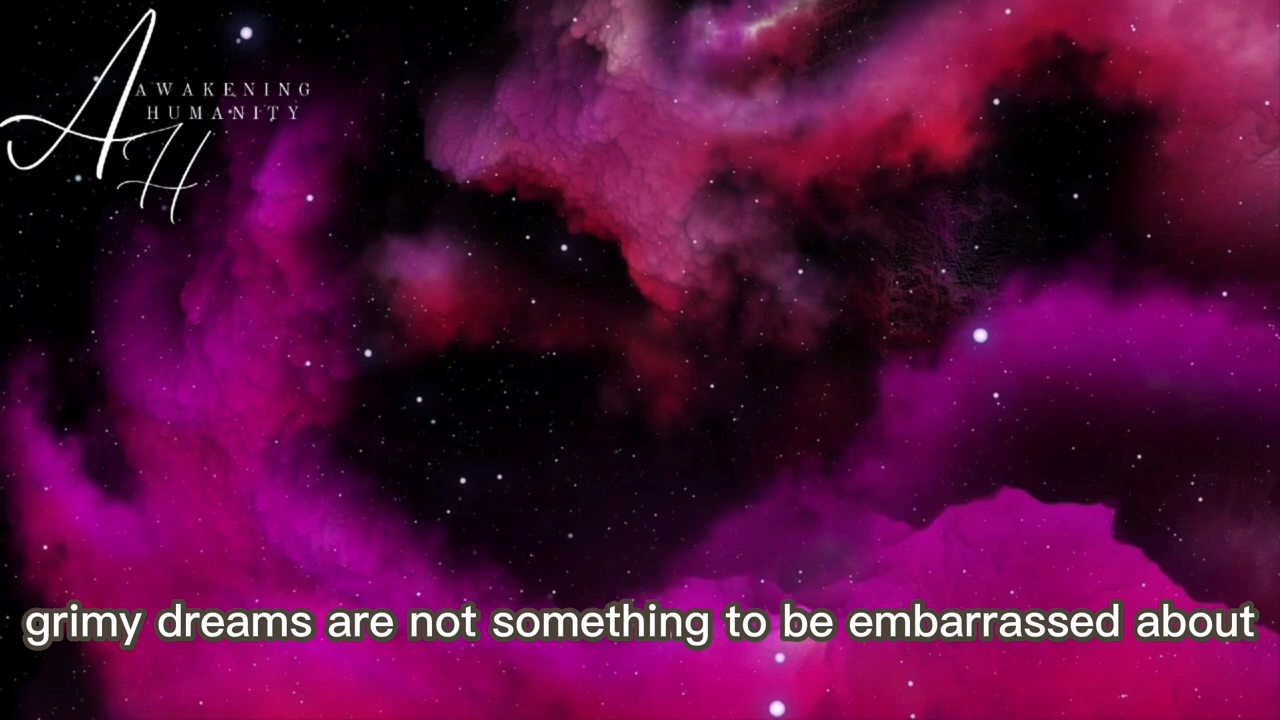 AWAKENING
HUMANITY
AH
grimy dreams are not something to be embarrassed about